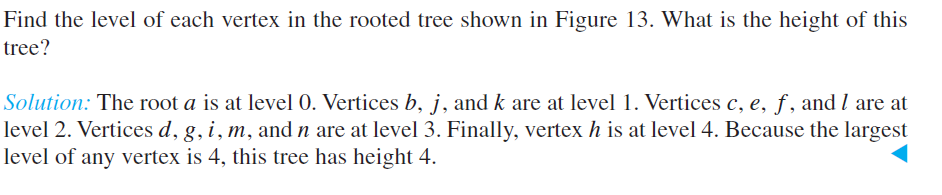 Find the level of each vertex in the rooted tree shown in Figure 13. What is the height of this
tree?
Solution: The root a is at level 0. Vertices b, j, and k are at level 1. Vertices c, e, f, and l are at
level 2. Vertices d, g, i, m, and n are at level 3. Finally, vertex h is at level 4. Because the largest
level of any vertex is 4, this tree has height 4.